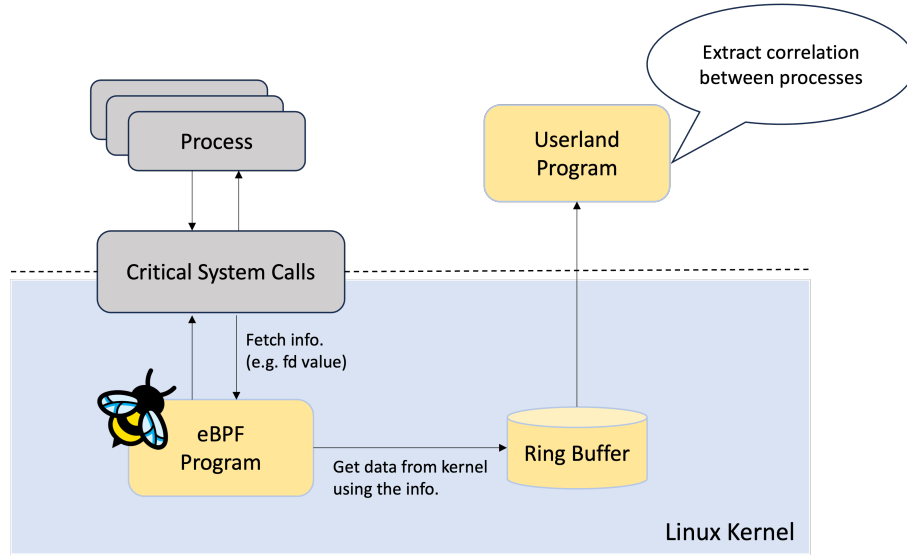 Extract correlation
between processes
Process
Userland
Program
Critical System Calls
Fetch info.
(e.g. fd value)
eBPF
Program
Get data from kernel
using the info.
Ring Buffer
Linux Kernel